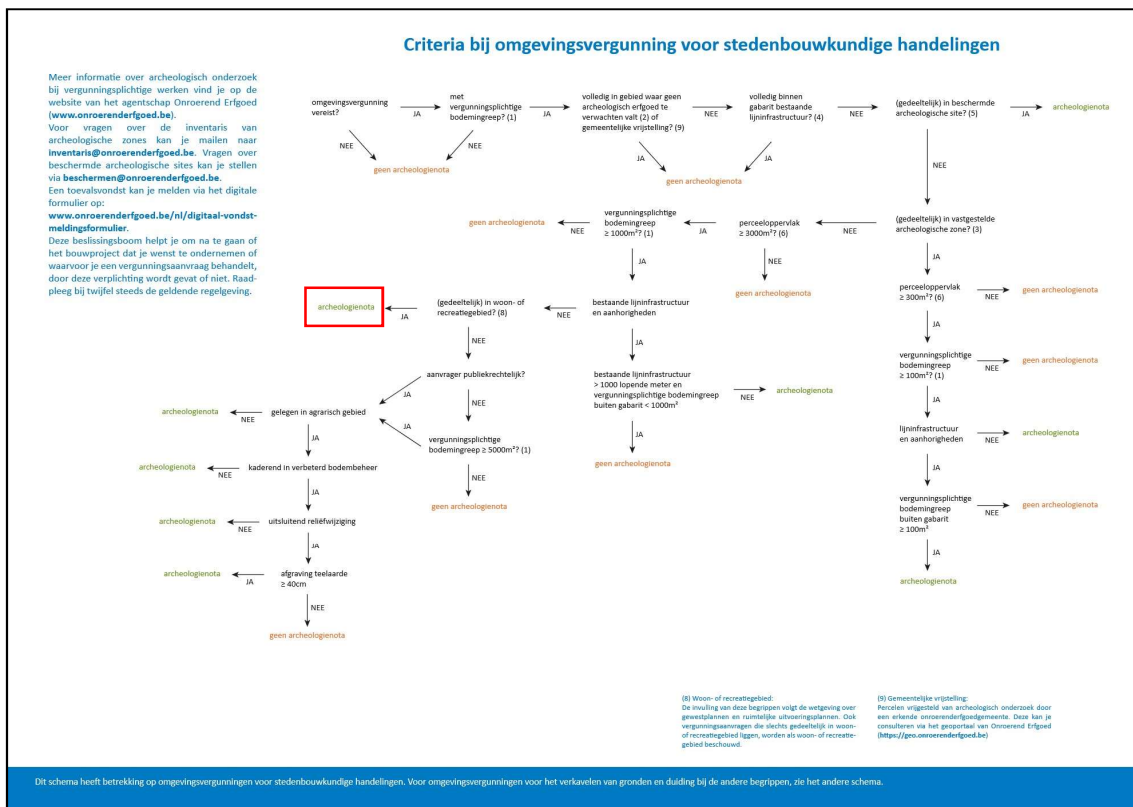 Criteria bij omgevingsvergunning voor stedenbouwkundige handelingen
Meer informatie over archeologisch onderzoek
bij vergunningsplichtige werken vind je op de
website van het agentschap Onroerend Erfgoed
(www.onroerenderfgoed.be).
Voor vragen over de inventaris van
archeologische zones kan je mailen naar
inventaris@onroerenderfgoed.be. Vragen over
beschermde archeologische sites kan je stellen
via beschermen@onroerenderfgoed.be.
Een toevalsvondst kan je melden via het digitale
formulier op:
www.onroerenderfgoed.be/nl/digitaal-vondst-
meldingsformulier.
Deze beslissingsboom helpt je om na te gaan of
het bouwproject dat je wenst te ondernemen of
waarvoor je een vergunningsaanvraag behandelt,
door deze verplichting wordt gevat of niet. Raad-
pleeg bij twijfel steeds de geldende regelgeving.
omgevingsvergunning
vereist?
JA
NEE
met
vergunningsplichtige
bodemingreep? (1)
JA
NEE
geen archeologienota
volledig in gebied waar geen
archeologisch erfgoed te
verwachten valt (2) of
gemeentelijke vrijstelling? (9)
NEE
JA
volledig binnen
gabarit bestaande
lijninfrastructuur? (4)
NEE
JA
geen archeologienota
(gedeeltelijk) in beschermde
archeologische site? (5)
JA
archeologienota
NEE
(gedeeltelijk) in vastgestelde
archeologische zone? (3)
NEE
JA
perceeloppervlak
≥ 3000m²? (6)
JA
NEE
geen archeologienota
vergunningsplichtige
bodemingreep
≥ 1000m²? (1)
NEE
geen archeologienota
JA
perceeloppervlak
≥ 300m²? (6)
NEE
geen archeologienota
JA
bestaande lijninfrastructuur
en aanhorigheden
NEE
JA
(gedeeltelijk) in woon- of
recreatiegebied? (8)
JA
archeologienota
NEE
vergunningsplichtige
bodemingreep
≥ 100m²? (1)
NEE
geen archeologienota
JA
bestaande lijninfrastructuur
> 1000 lopende meter en
vergunningsplichtige bodemingreep
buiten gabarit < 1000m²
NEE
archeologienota
JA
geen archeologienota
aanvrager publiekrechtelijk?
JA
NEE
gelegen in agrarisch gebied
NEE
archeologienota
JA
vergunningsplichtige
bodemingreep ≥ 5000m²? (1)
JA
NEE
geen archeologienota
lijninfrastructuur
en aanhorigheden
NEE
archeologienota
JA
kaderend in verbeterd bodembeheer
NEE
archeologienota
JA
vergunningsplichtige
bodemingreep
buiten gabarit
≥ 100m²
NEE
geen archeologienota
JA
archeologienota
uitsluitend reliëfwijziging
NEE
archeologienota
JA
afgraving teelaarde
≥ 40cm
JA
archeologienota
NEE
geen archeologienota
(8) Woon- of recreatiegebied:
De invulling van deze begrippen volgt de wetgeving over
gewestplannen en ruimtelijke uitvoeringsplannen. Ook
vergunningsaanvragen die slechts gedeeltelijk in woon-
of recreatiegebied liggen, worden als woon- of recreatie-
gebied beschouwd.
(9) Gemeentelijke vrijstelling:
Percelen vrijgesteld van archeologisch onderzoek door
een erkende onroerenderfgoedgemeente. Deze kan je
consulteren via het geoportaal van Onroerend Erfgoed
(https://geo.onroerenderfgoed.be)
Dit schema heeft betrekking op omgevingsvergunningen voor stedenbouwkundige handelingen. Voor omgevingsvergunningen voor het verkavelen van gronden en duiding bij de andere begrippen, zie het andere schema.